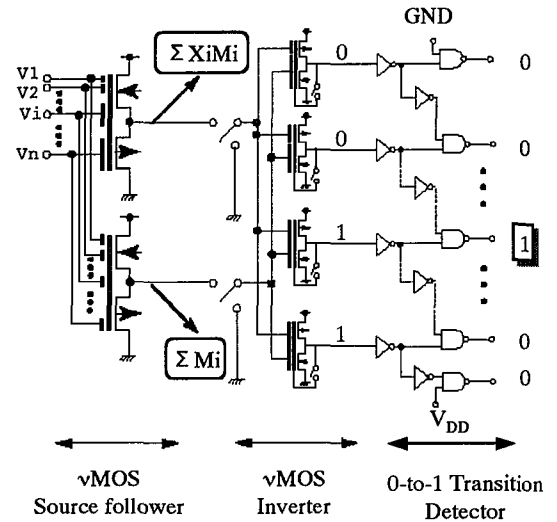 GND
Σ XiMi
V1
V2
Vi
Vn
0
0
0
0
1
1
1
0
0
Σ Mi
VDD
νMOS
Source follower
νMOS
Inverter
0-to-1 Transition
Detector